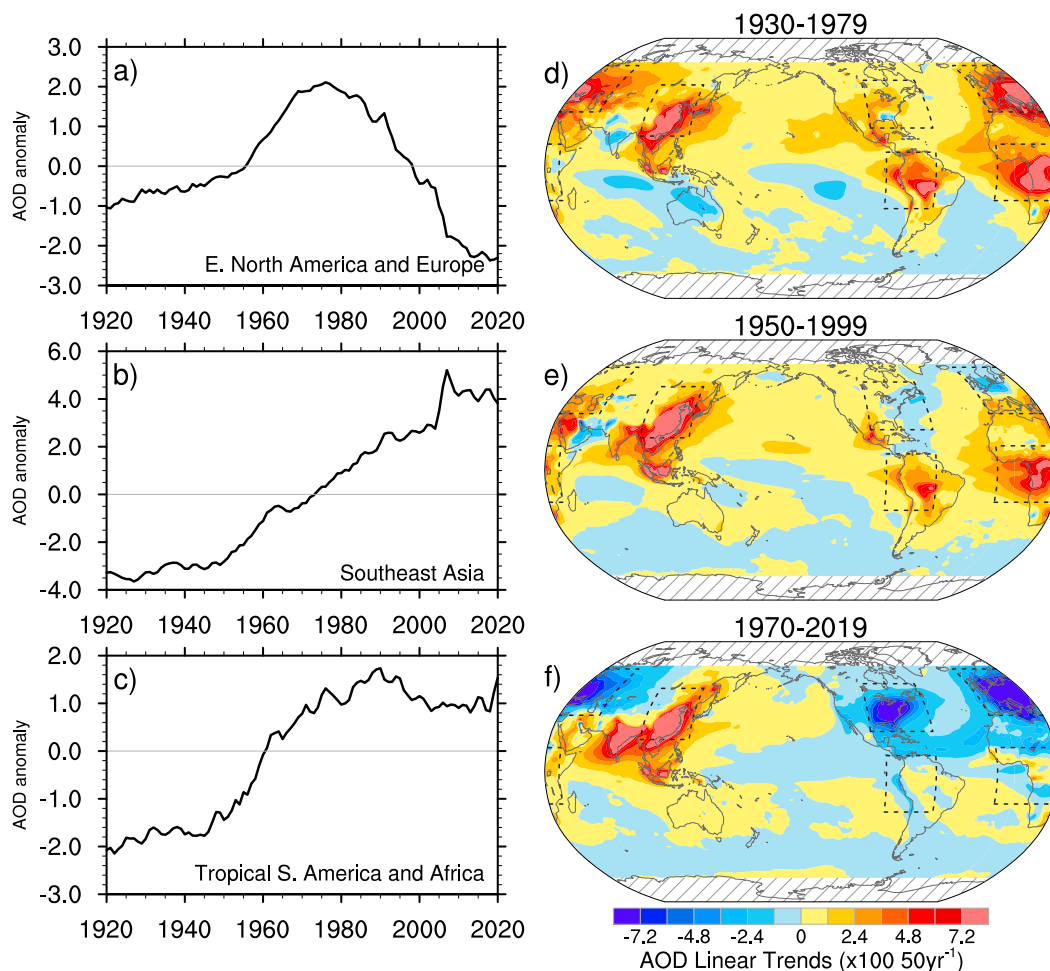 3.0
2.0
1.0
0.0
-1.0
-2.0
-3.0
AOD anomaly
a)
E. North America and Europe
1920 1940 1960 1980 2000 2020
6.0
4.0
2.0
0.0
-2.0
-4.0
AOD anomaly
b)
Southeast Asia
1920 1940 1960 1980 2000 2020
2.0
1.0
0.0
-1.0
-2.0
-3.0
AOD anomaly
c)
Tropical S. America and Africa
1920 1940 1960 1980 2000 2020
1930-1979
d)
1950-1999
e)
1970-2019
f)
-7.2 -4.8 -2.4 0 2.4 4.8 7.2
AOD Linear Trends (x100 50yr⁻¹)